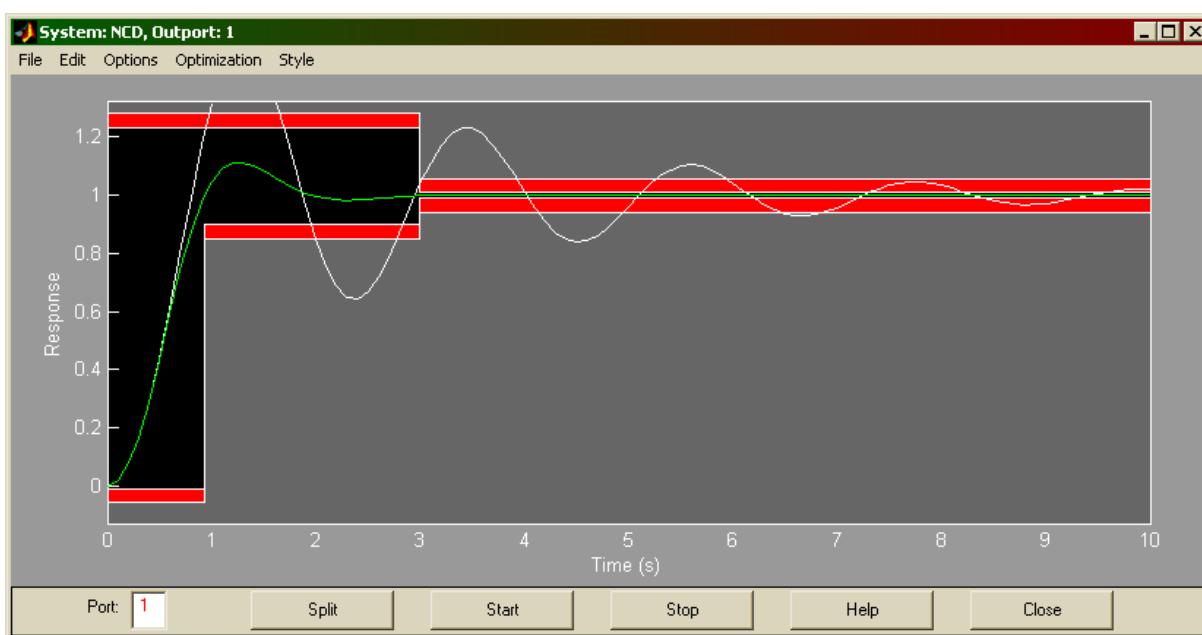 System: NCD, Outport: 1
File Edit Options Optimization Style
1.2
1
0.8
0.6
0.4
0.2
0
Response
0 1 2 3 4 5 6 7 8 9 10
Time (s)
Port: 1 Split Start Stop Help Close